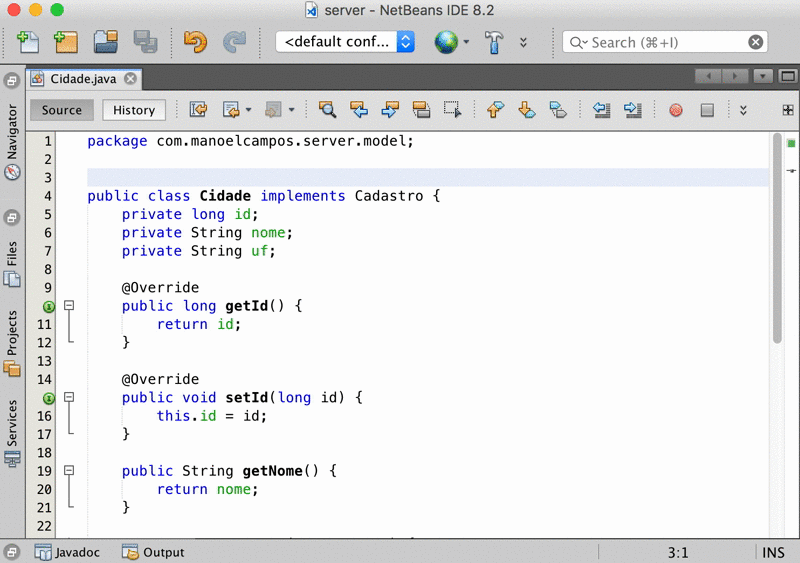 server - NetBeans IDE 8.2
<default conf...
Search (⌘+I)
Cidade.java
Source History
Navigator
Files
Projects
Services
1 package com.manoelcampos.server.model;
2
3
4 public class Cidade implements Cadastro {
5 private long id;
6 private String nome;
7 private String uf;
8
9 @Override
public long getId() {
11 return id;
12 }
13
14 @Override
public void setId(long id) {
16 this.id = id;
17 }
18
19 public String getNome() {
20 return nome;
21 }
22
Javadoc Output 3:1 INS